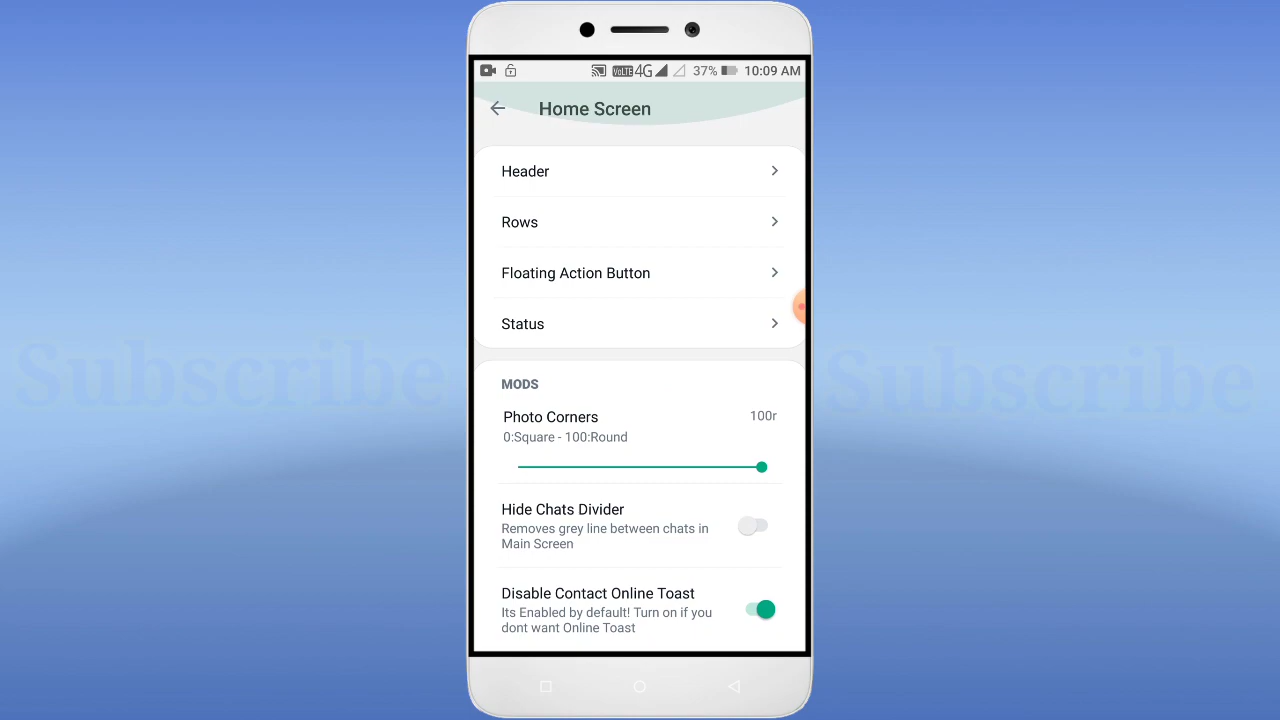 VoLTE 4G 37% 10:09 AM
Home Screen
Header
Rows
Floating Action Button
Status
MODS
Photo Corners 100r
0:Square - 100:Round
Hide Chats Divider
Removes grey line between chats in
Main Screen
Disable Contact Online Toast
Its Enabled by default! Turn on if you
dont want Online Toast
Subscribe
Subscribe